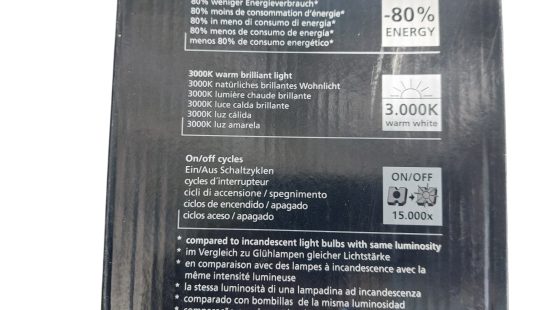 80% weniger Energieverbrauch*
80% moins de consommation d'énergie*
80% in meno di consumo di energia*
80% menos de consumo de energía*
menos 80% de consumo energético*
-80%
ENERGY
3000K warm brilliant light
3000K natürliches brillantes Wohnlicht
3000K lumière chaude brillante
3000K luce calda brillante
3000K luz cálida
3000K luz amarela
3.000K
warm white
On/off cycles
Ein/Aus Schaltzyklen
cycles d´interrupteur
cicli di accensione / spegnimento
ciclos de encendido / apagado
ciclos aceso / apagado
ON/OFF
15.000x
* compared to incandescent light bulbs with same luminosity
* im Vergleich zu Glühlampen gleicher Lichtstärke
* en comparaison avec des lampes à incandescence avec la
même intensité lumineuse
* la stessa luminosità di una lampadina ad incandescenza
* comparado con bombillas de la misma luminosidad